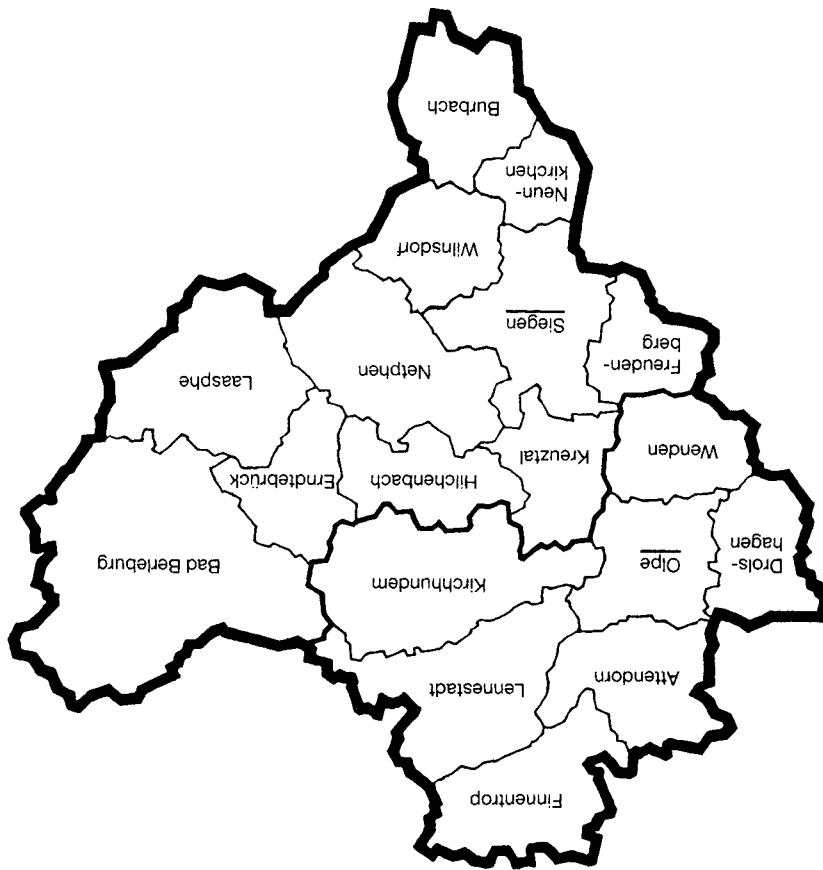 Finnentrop
Attendorn
Lennestadt
Drols-
hagen
Olpe
Kirchhundem
Bad Berleburg
Wenden
Kreuztal
Hilchenbach
Erndtebrück
Freuden-
berg
Siegen
Netphen
Laasphe
Wilnsdorf
Neun-
kirchen
Burbach